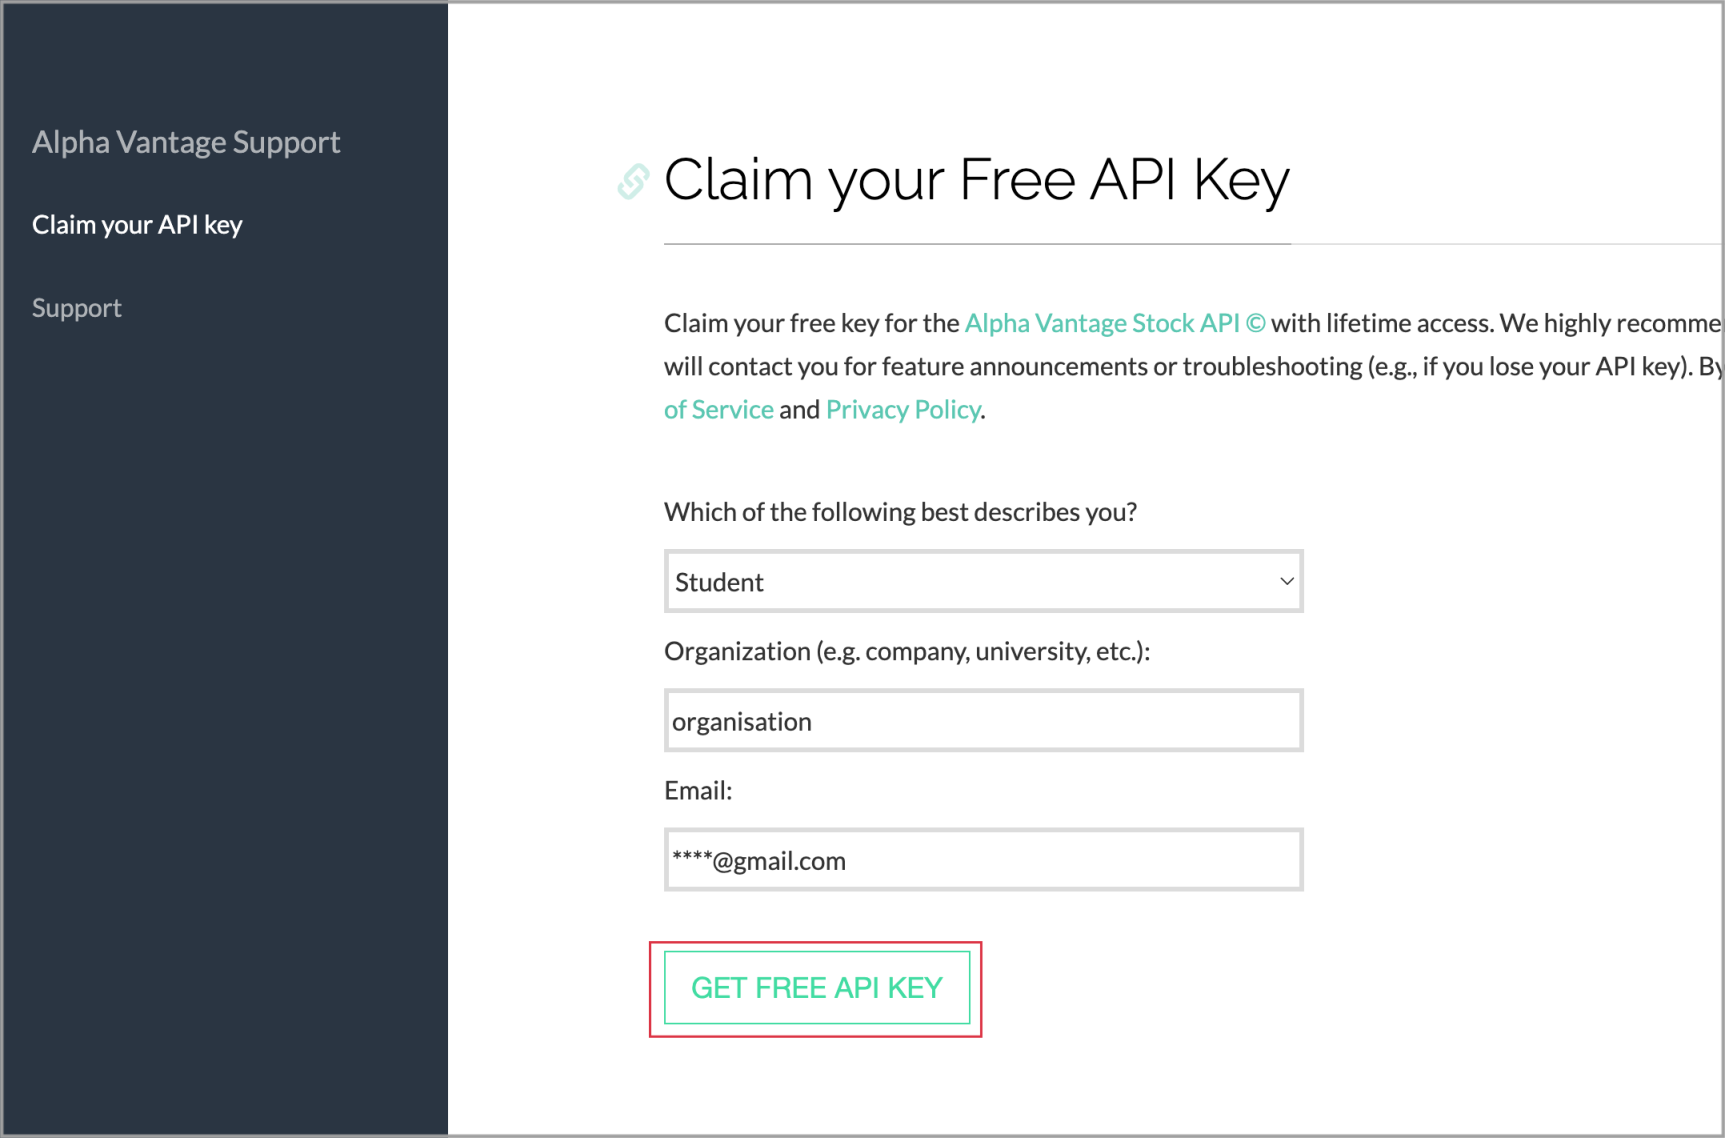 Alpha Vantage Support
Claim your API key
Support
Claim your Free API Key
Claim your free key for the Alpha Vantage Stock API © with lifetime access. We highly
will contact you for feature announcements or troubleshooting (e.g., if you lose your API key). By
of Service and Privacy Policy.
Which of the following best describes you?
Student
Organization (e.g. company, university, etc.):
organisation
Email:
****@gmail.com
GET FREE API KEY